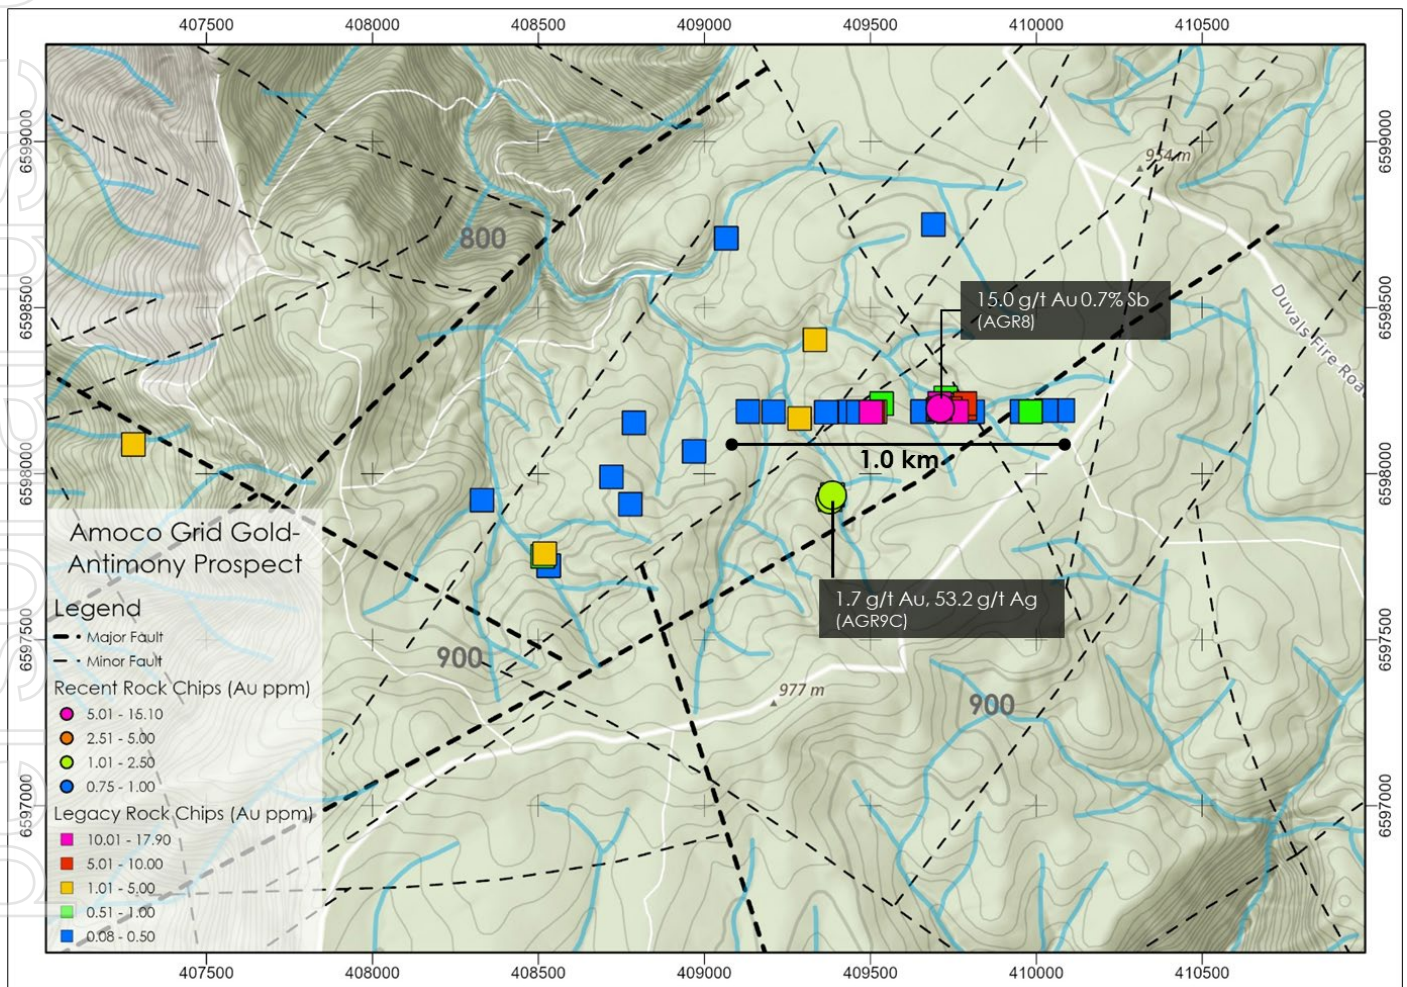 407500 408000 408500 409000 409500 410000 410500
6599000
6598500
6598000
6597500
6597000
6599000
6598500
6598000
6597500
6597000
954 m
800
15.0 g/t Au 0.7% Sb
(AGR8)
Duvals Fire Roa
1.0 km
1.7 g/t Au, 53.2 g/t Ag
(AGR9C)
900
977 m
900
Amoco Grid Gold-
Antimony Prospect
Legend
Major Fault
Minor Fault
Recent Rock Chips (Au ppm)
5.01 - 15.10
2.51 - 5.00
1.01 - 2.50
0.75 - 1.00
Legacy Rock Chips (Au ppm)
10.01 - 17.90
5.01 - 10.00
1.01 - 5.00
0.51 - 1.00
0.08 - 0.50
407500 408000 408500 409000 409500 410000 410500